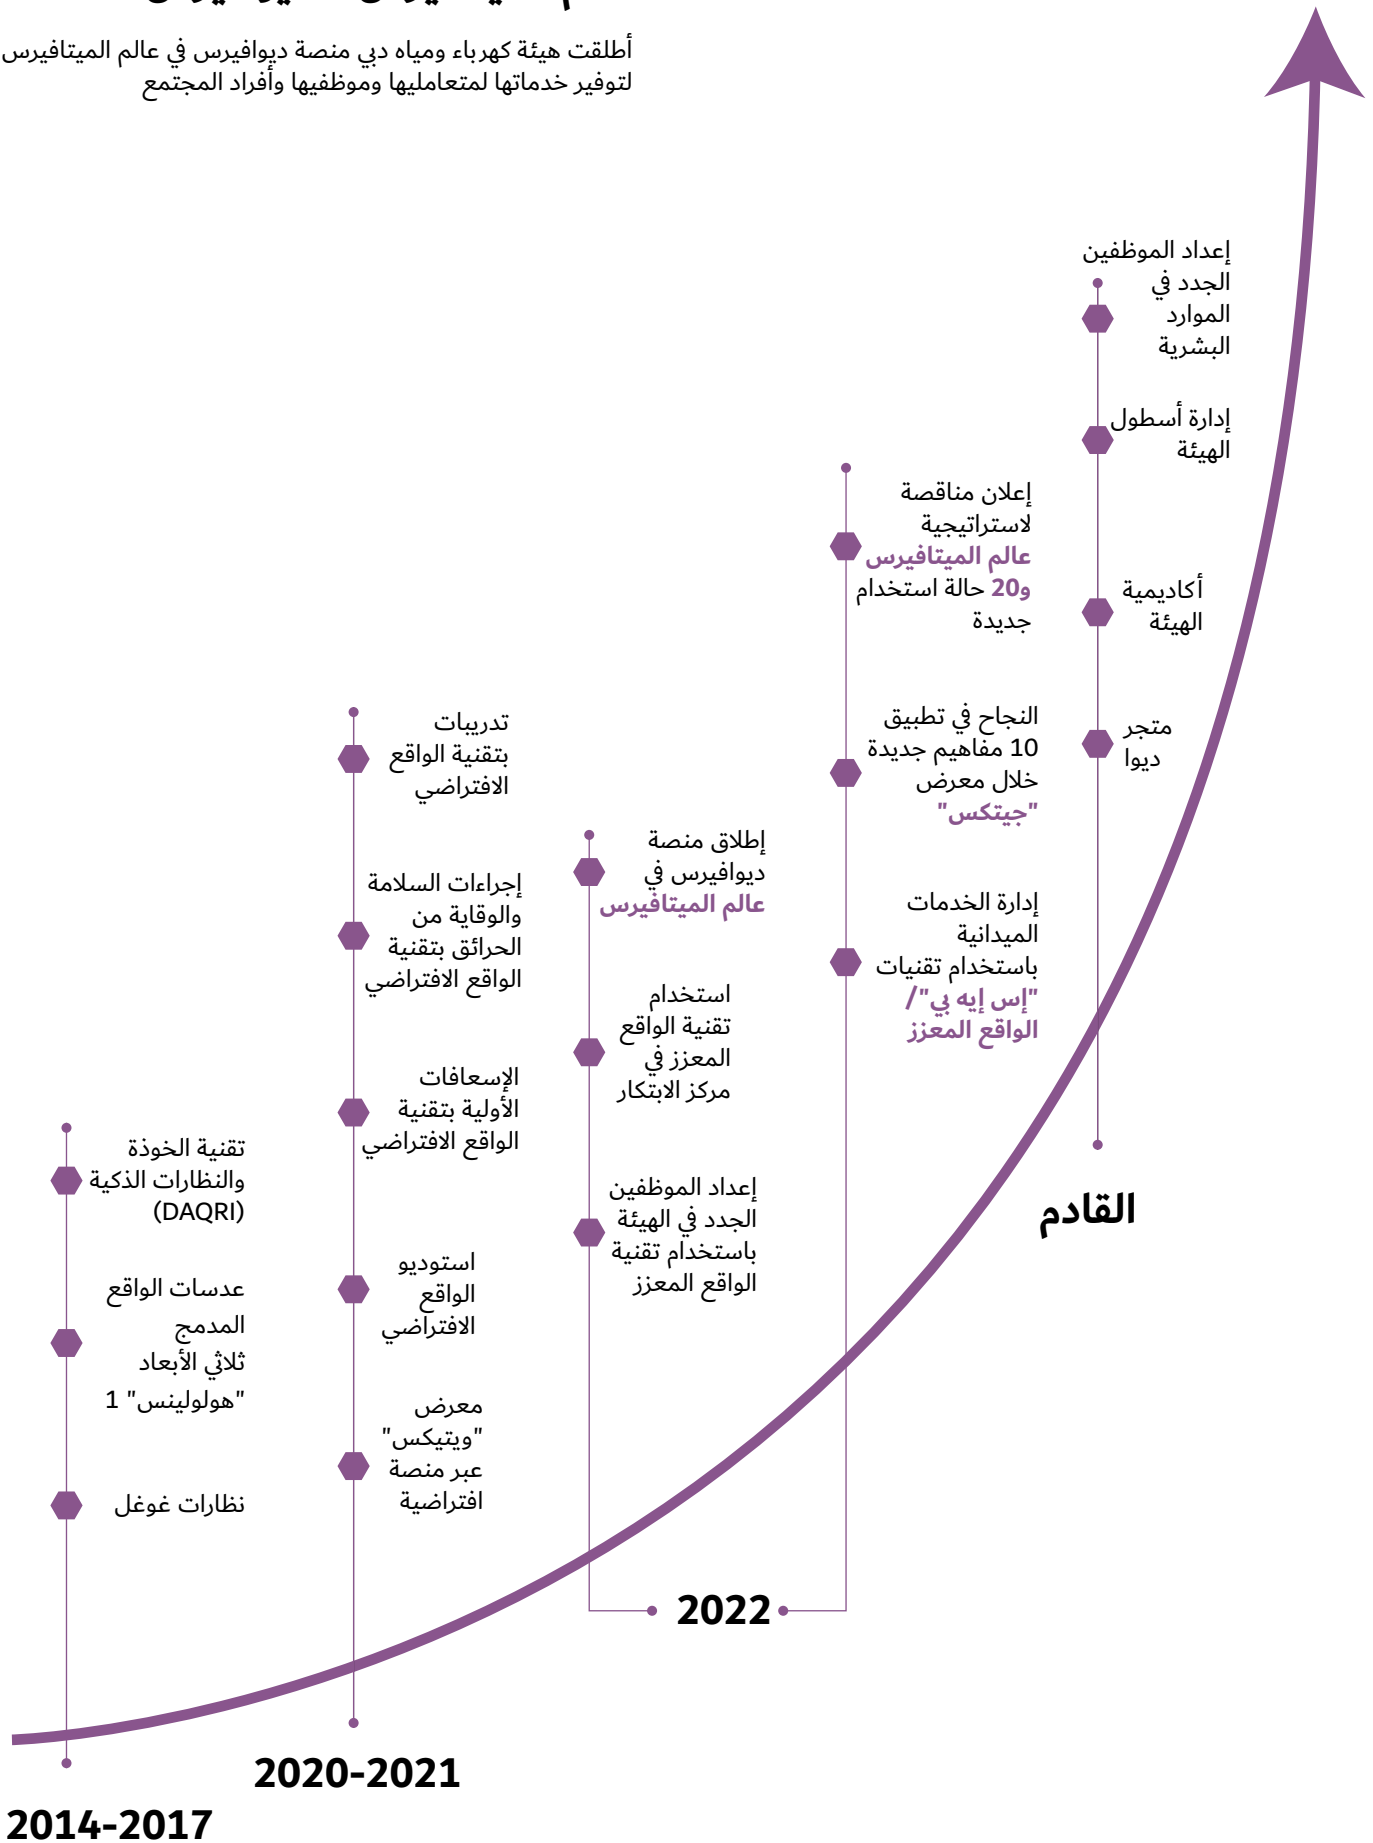 أطلقت هيئة كهرباء ومياه دبي منصة ديوافيرس في عالم الميتافيرس
لتوفير خدماتها لمتعامليها وموظفيها وأفراد المجتمع
إعداد الموظفين
الجدد في
الموارد
البشرية
إدارة أسطول
الهيئة
أكاديمية
الهيئة
متجر
ديوا
القادم
إعلان مناقصة
لاستراتيجية
عالم الميتافيرس
و20 حالة استخدام
جديدة
النجاح في تطبيق
10 مفاهيم جديدة
خلال معرض
"جيتكس"
إدارة الخدمات
الميدانية
باستخدام تقنيات
"إس إيه بي"/
الواقع المعزز
إطلاق منصة
ديوافيرس في
عالم الميتافيرس
استخدام
تقنية الواقع
المعزز في
مركز الابتكار
إعداد الموظفين
الجدد في الهيئة
باستخدام تقنية
الواقع المعزز
2022
تدريبات
بتقنية الواقع
الافتراضي
إجراءات السلامة
والوقاية من
الحرائق بتقنية
الواقع الافتراضي
الإسعافات
الأولية بتقنية
الواقع الافتراضي
استوديو
الواقع
الافتراضي
معرض
"ويتيكس"
عبر منصة
افتراضية
2020-2021
تقنية الخوذة
والنظارات الذكية
(DAQRI)
عدسات الواقع
المدمج
ثلاثي الأبعاد
"هولولينس" 1
نظارات غوغل
2014-2017